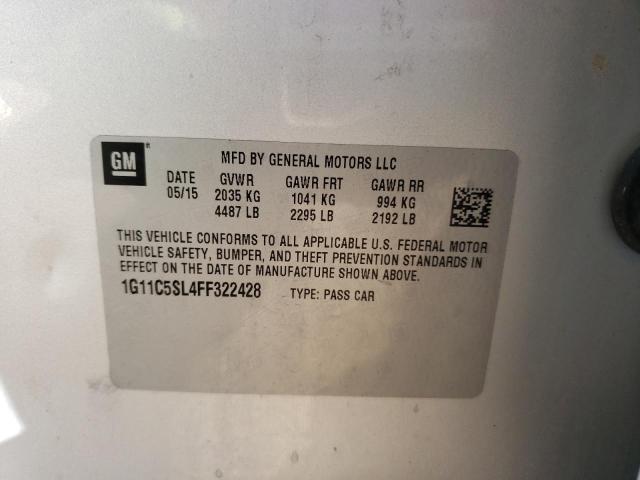 GM
MFD BY GENERAL MOTORS LLC
DATE GVWR GAWR FRT GAWR RR
05/15 2035 KG 1041 KG 994 KG
4487 LB 2295 LB 2192 LB
THIS VEHICLE CONFORMS TO ALL APPLICABLE U.S. FEDERAL MOTOR
VEHICLE SAFETY, BUMPER, AND THEFT PREVENTION STANDARDS IN
EFFECT ON THE DATE OF MANUFACTURE SHOWN ABOVE.
1G11C5SL4FF322428 TYPE: PASS CAR